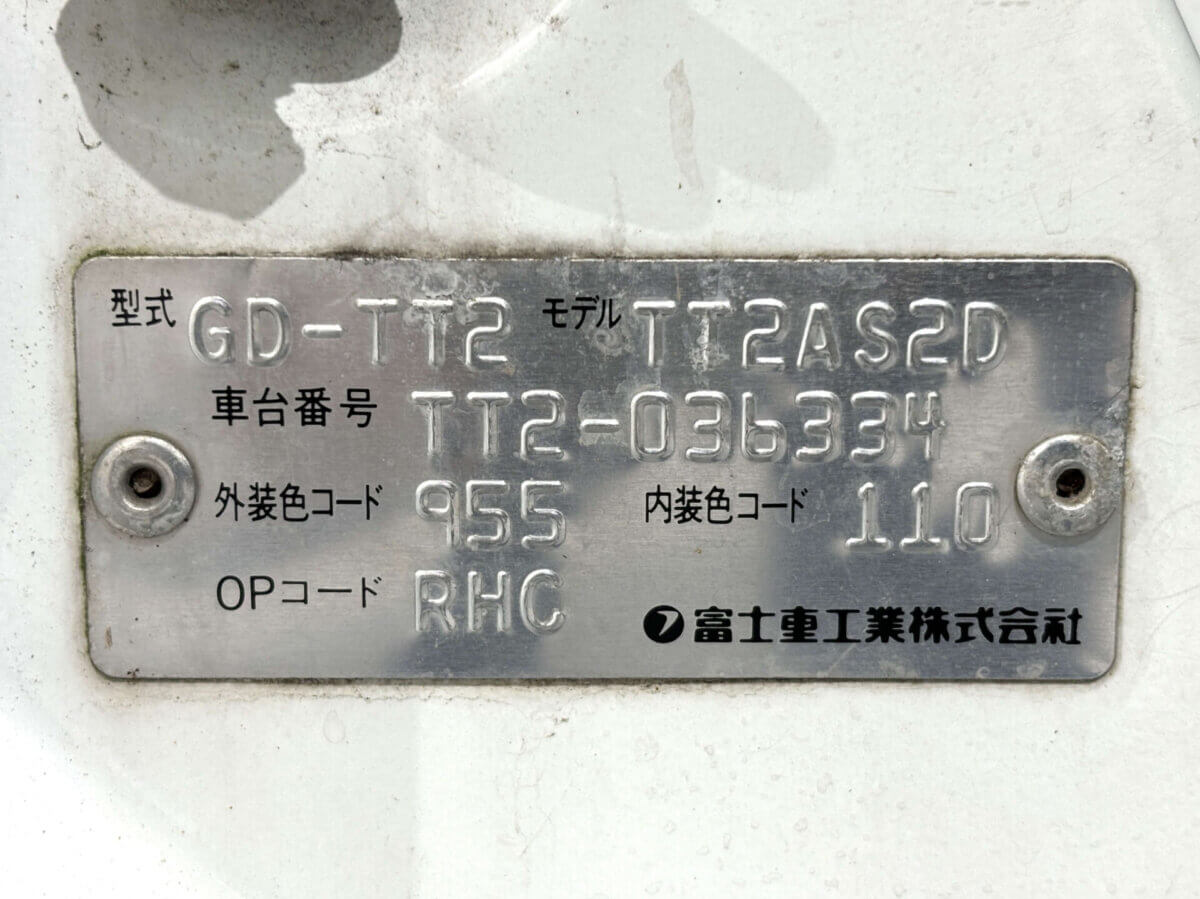 型式 GD-TT2 モデル TT2AS2D
車台番号 TT2-036334
外装色コード 955 内装色コード 110
OPコード RHC
富士重工業株式会社